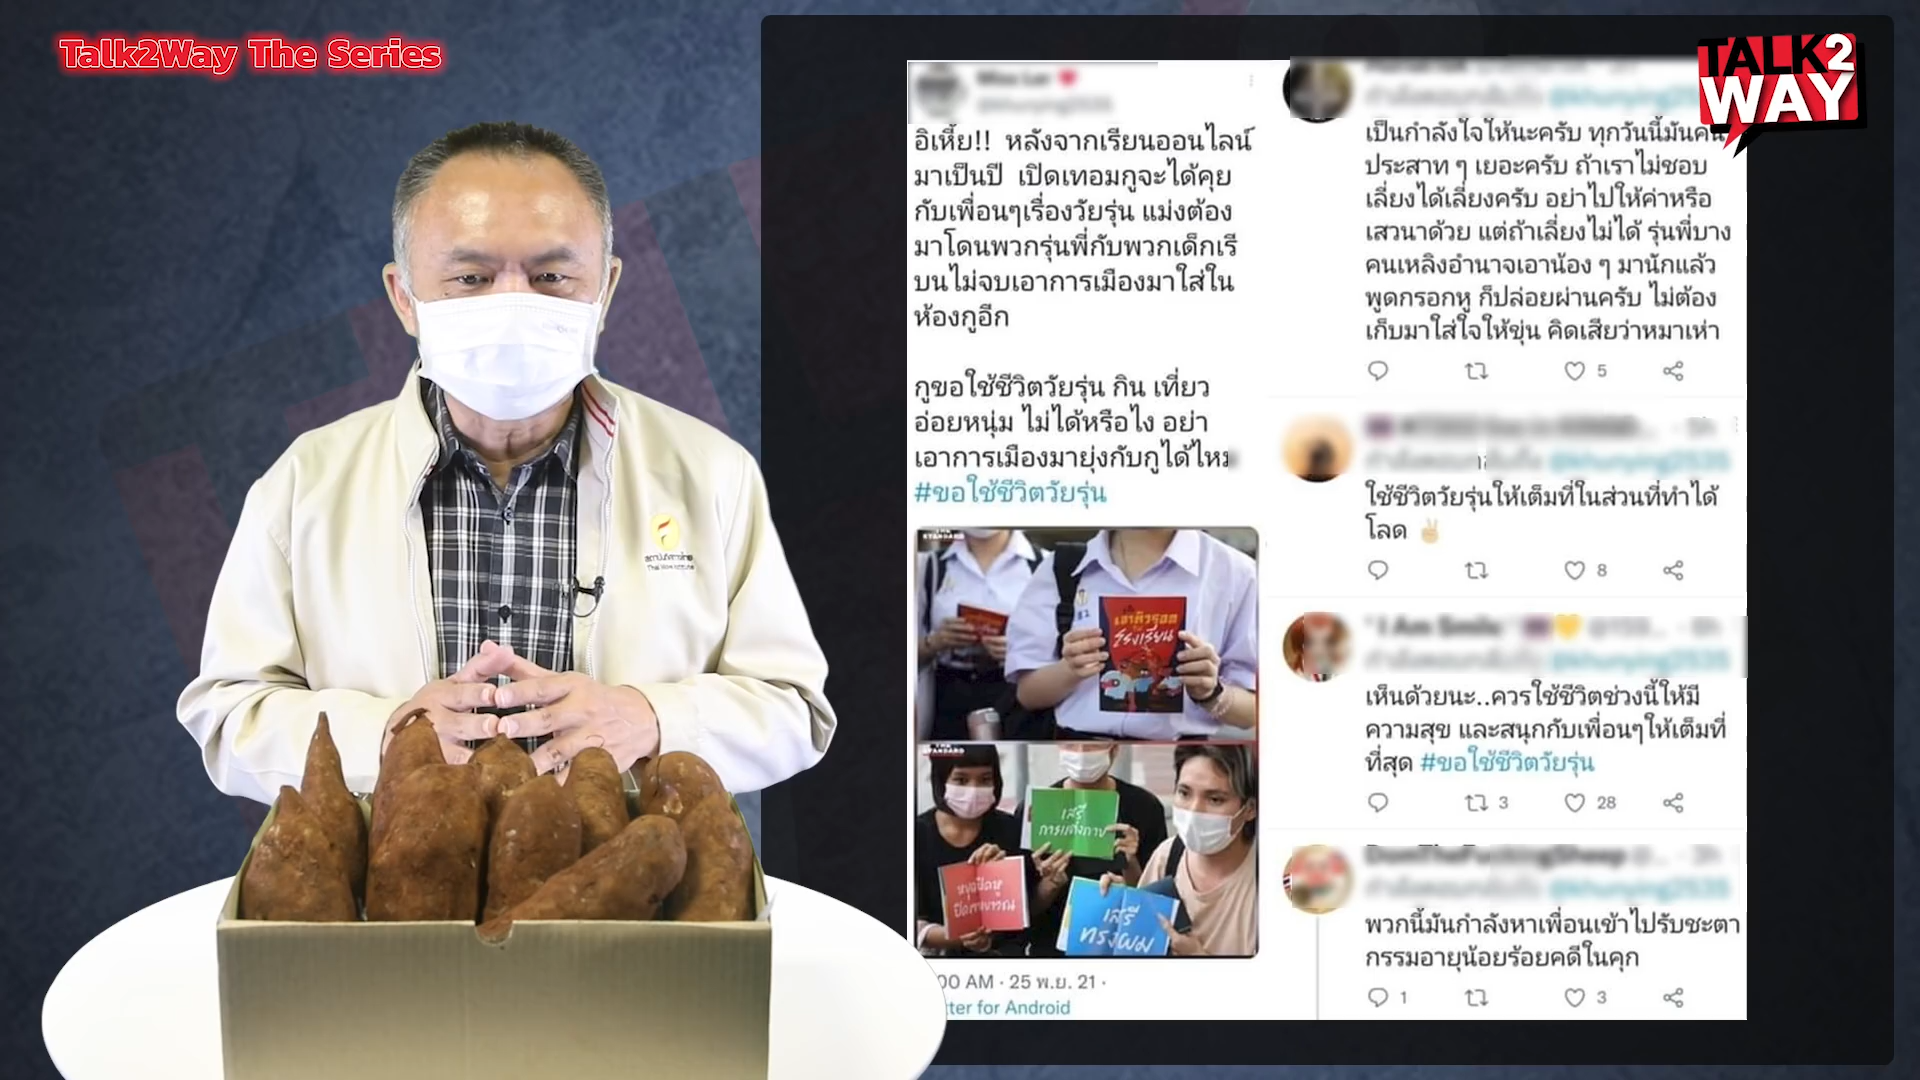 Talk2Way The Series
TALK2
WAY
อิเหี้ย!! หลังจากเรียนออนไลน์
มาเป็นปี เปิดเทอมกูจะได้คุย
กับเพื่อนๆเรื่องวัยรุ่น แม่งต้อง
มาโดนพวกรุ่นพี่กับพวกเด็กเรี
บนไม่จบเอาการเมืองมาใส่ใน
ห้องกูอีก
กูขอใช้ชีวิตวัยรุ่น กิน เที่ยว
อ่อยหนุ่ม ไม่ได้หรือไง อย่า
เอาการเมืองมายุ่งกับกูได้ไหม
#ขอใช้ชีวิตวัยรุ่น
THE
STANDARD
เอาตัวรอด
โรงเรียน
THE
STANDARD
เสรี
การแต่งกาย
เสรี
ทรงผม
00 AM · 25 พ.ย. 21 ·
tter for Android
เป็นกำลังใจให้นะครับ ทุกวันนี้มันคน
ประสาท ๆ เยอะครับ ถ้าเราไม่ชอบ
เลี่ยงได้เลี่ยงครับ อย่าไปให้ค่าหรือ
เสวนาด้วย แต่ถ้าเลี่ยงไม่ได้ รุ่นพี่บาง
คนเหลิงอำนาจเอาน้อง ๆ มานักแล้ว
พูดกรอกหู ก็ปล่อยผ่านครับ ไม่ต้อง
เก็บมาใส่ใจให้ขุ่น คิดเสียว่าหมาเห่า
5
ใช้ชีวิตวัยรุ่นให้เต็มที่ในส่วนที่ทำได้
โลด ✌🏻
8
เห็นด้วยนะ..ควรใช้ชีวิตช่วงนี้ให้มี
ความสุข และสนุกกับเพื่อนๆให้เต็มที่
ที่สุด #ขอใช้ชีวิตวัยรุ่น
3 28
พวกนี้มันกำลังหาเพื่อนเข้าไปรับชะตา
กรรมอายุน้อยร้อยคดีในคุก
1 3